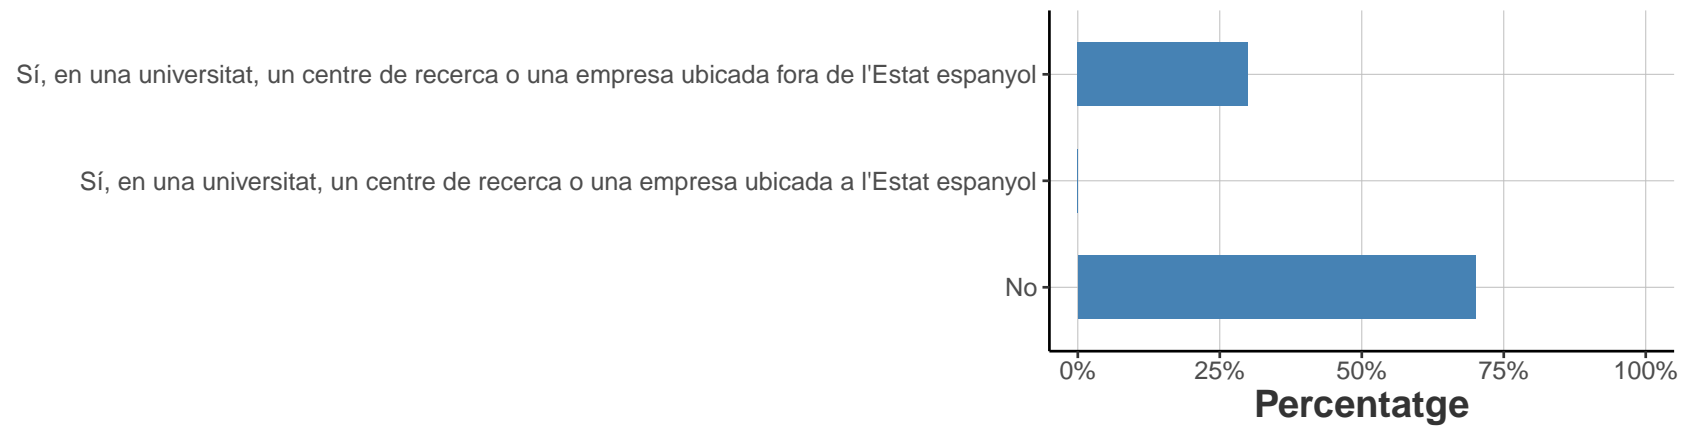 Sí, en una universitat, un centre de recerca o una empresa ubicada fora de l'Estat espanyol
Sí, en una universitat, un centre de recerca o una empresa ubicada a l'Estat espanyol
No
0% 25% 50% 75% 100%
Percentatge